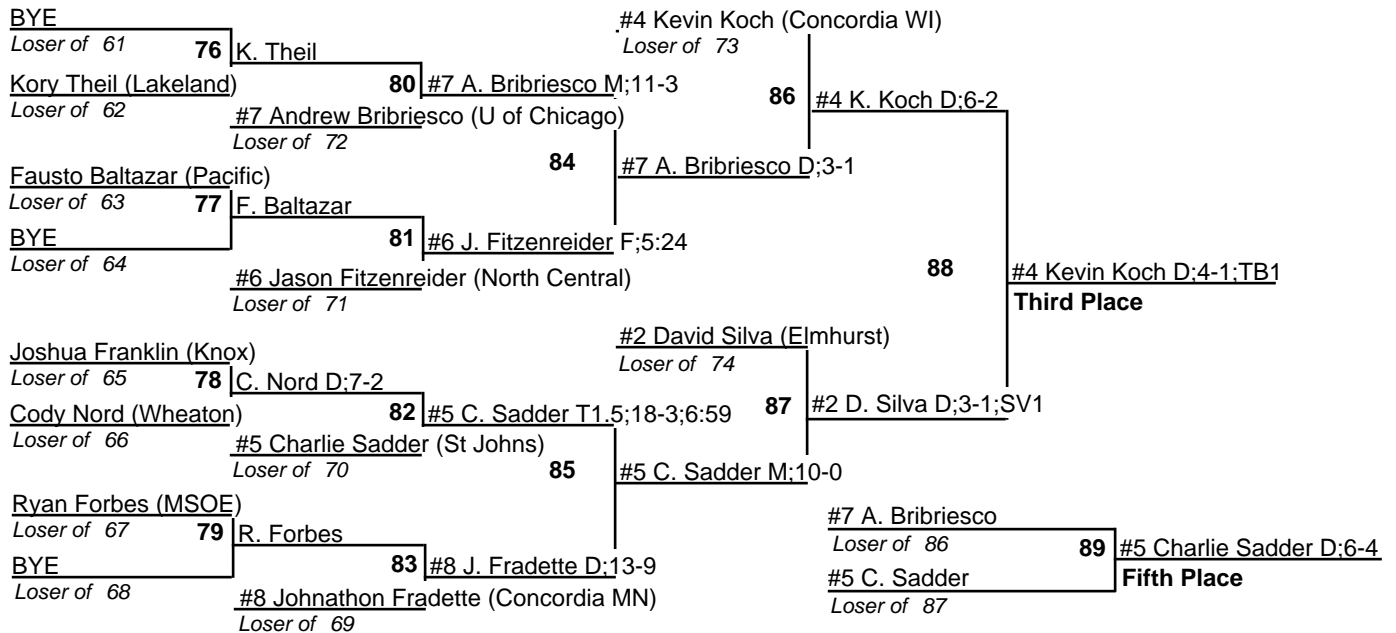 BYE
Loser of 61
76
K. Theil
Kory Theil (Lakeland)
Loser of 62
80
#7 A. Bribriesco M;11-3
#7 Andrew Bribriesco (U of Chicago)
Loser of 72
84
Fausto Baltazar (Pacific)
Loser of 63
77
F. Baltazar
BYE
Loser of 64
81
#6 J. Fitzenreider F;5:24
#6 Jason Fitzenreider (North Central)
Loser of 71
#4 Kevin Koch (Concordia WI)
Loser of 73
86
#4 K. Koch D;6-2
#7 A. Bribriesco D;3-1
88
#4 Kevin Koch D;4-1;TB1
Third Place
Joshua Franklin (Knox)
Loser of 65
78
C. Nord D;7-2
Cody Nord (Wheaton)
Loser of 66
82
#5 C. Sadder T1.5;18-3;6:59
#5 Charlie Sadder (St Johns)
Loser of 70
85
Ryan Forbes (MSOE)
Loser of 67
79
R. Forbes
BYE
Loser of 68
83
#8 J. Fradette D;13-9
#8 Johnathon Fradette (Concordia MN)
Loser of 69
#2 David Silva (Elmhurst)
Loser of 74
87
#2 D. Silva D;3-1;SV1
#5 C. Sadder M;10-0
#7 A. Bribriesco
Loser of 86
89
#5 Charlie Sadder D;6-4
Fifth Place
#5 C. Sadder
Loser of 87